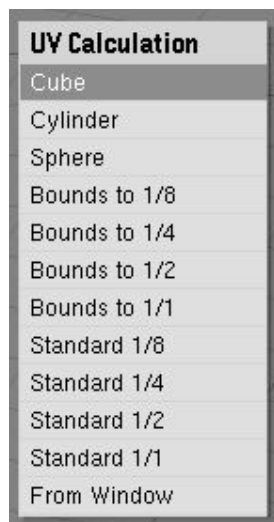 UV Calculation
Cube
Cylinder
Sphere
Bounds to 1/8
Bounds to 1/4
Bounds to 1/2
Bounds to 1/1
Standard 1/8
Standard 1/4
Standard 1/2
Standard 1/1
From Window